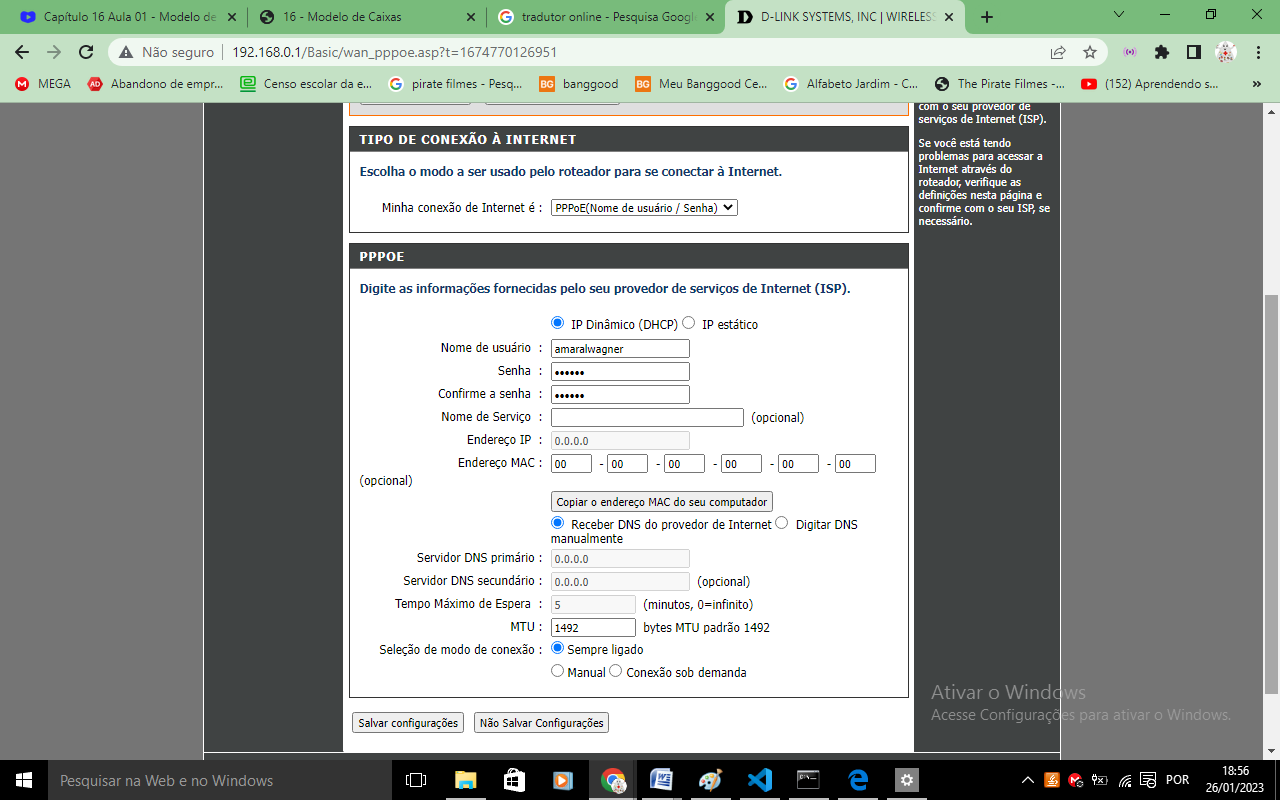 Capítulo 16 Aula 01 - Modelo de
16 - Modelo de Caixas
tradutor online - Pesquisa Googl
D-LINK SYSTEMS, INC | WIRELESS
Não seguro
192.168.0.1/Basic/wan_pppoe.asp?t=1674770126951
MEGA
Abandono de empr...
Censo escolar da e...
pirate filmes - Pesq...
BG banggood
BG Meu Banggood Ce...
Alfabeto Jardim - C...
The Pirate Filmes -...
(152) Aprendendo s...
»
com o seu provedor de
serviços de Internet (ISP).
Se você está tendo
problemas para acessar a
Internet através do
roteador, verifique as
definições nesta página e
confirme com o seu ISP, se
necessário.
TIPO DE CONEXÃO À INTERNET
Escolha o modo a ser usado pelo roteador para se conectar à Internet.
Minha conexão de Internet é : PPPoE(Nome de usuário / Senha)
PPPOE
Digite as informações fornecidas pelo seu provedor de serviços de Internet (ISP).
IP Dinâmico (DHCP) IP estático
Nome de usuário : amaralwagner
Senha : ••••••
Confirme a senha : ••••••
Nome de Serviço : (opcional)
Endereço IP : 0.0.0.0
Endereço MAC : 00 - 00 - 00 - 00 - 00 - 00
(opcional)
Copiar o endereço MAC do seu computador
Receber DNS do provedor de Internet Digitar DNS
manualmente
Servidor DNS primário : 0.0.0.0
Servidor DNS secundário : 0.0.0.0 (opcional)
Tempo Máximo de Espera : 5 (minutos, 0=infinito)
MTU : 1492 bytes MTU padrão 1492
Seleção de modo de conexão : Sempre ligado
Manual Conexão sob demanda
Salvar configurações Não Salvar Configurações
Ativar o Windows
Acesse Configurações para ativar o Windows.
Pesquisar na Web e no Windows
POR
18:56
26/01/2023